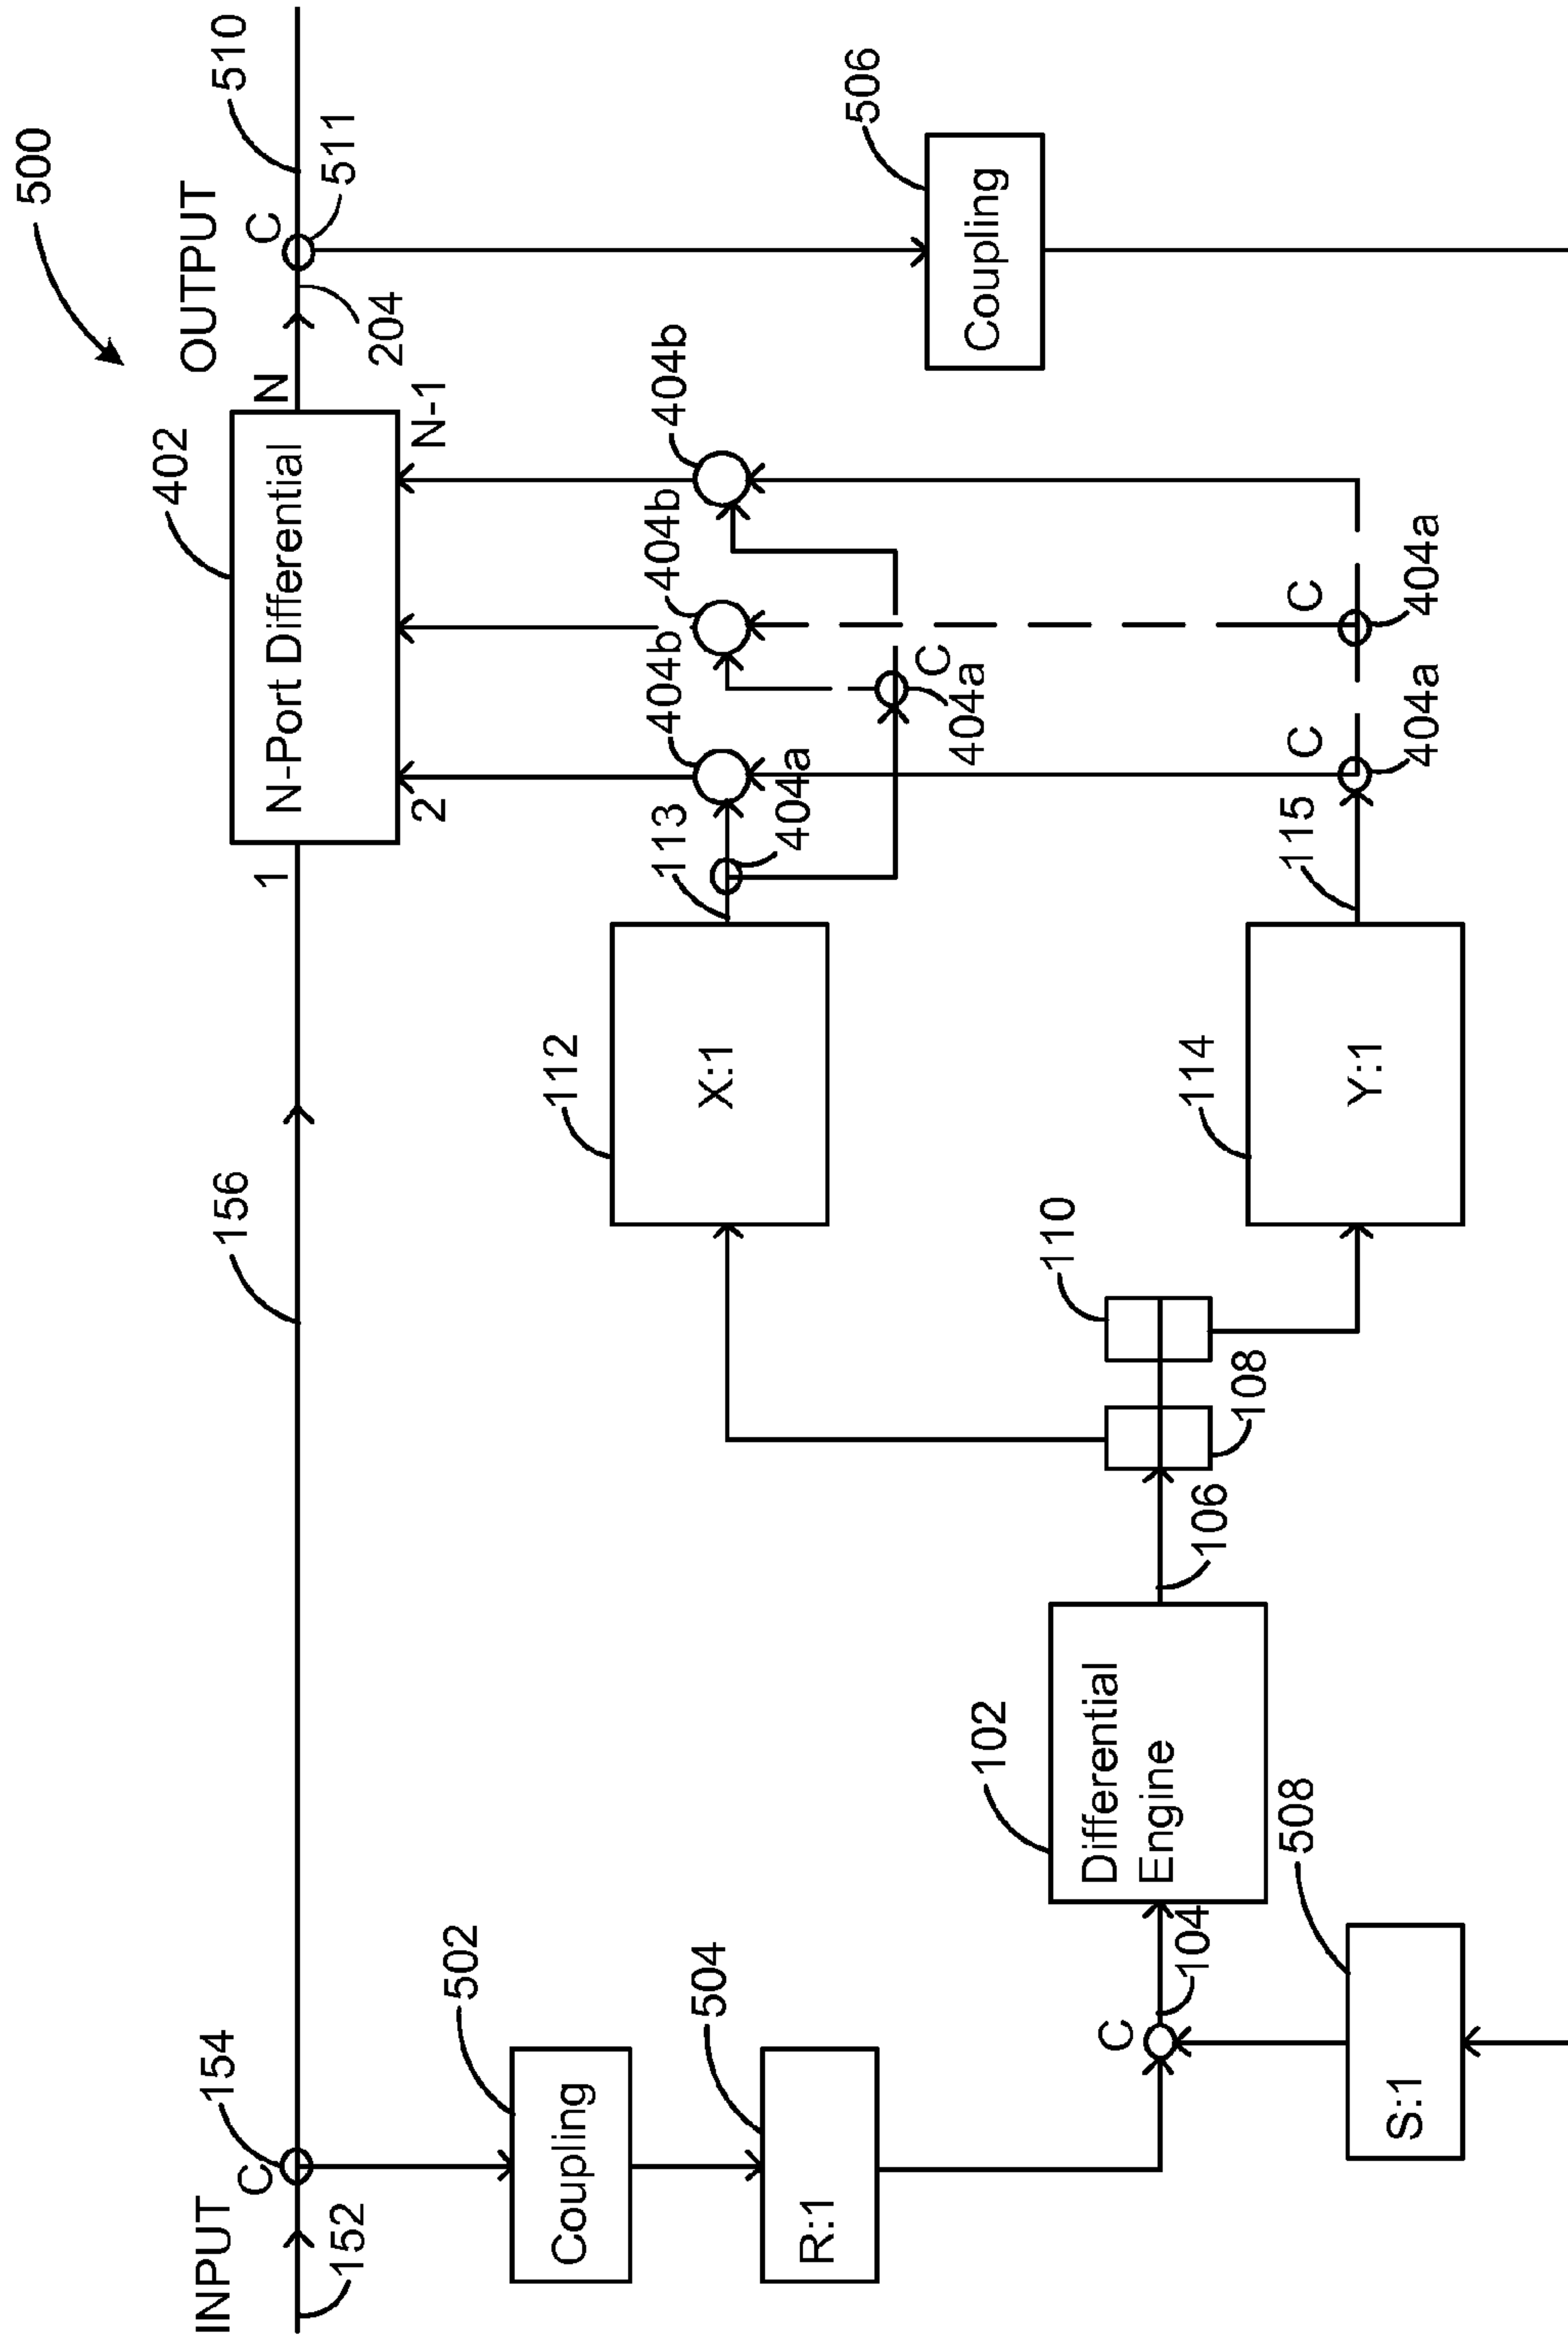 500
INPUT
C
154
152
156
1
402
N-Port Differential
2
N-1
N
OUTPUT
C
510
511
204
502
Coupling
504
R:1
112
X:1
113
404a
404b
404b
404b
C
404a
506
Coupling
C
104
102
Differential
Engine
106
108
110
508
S:1
114
Y:1
115
C
404a
C
404a